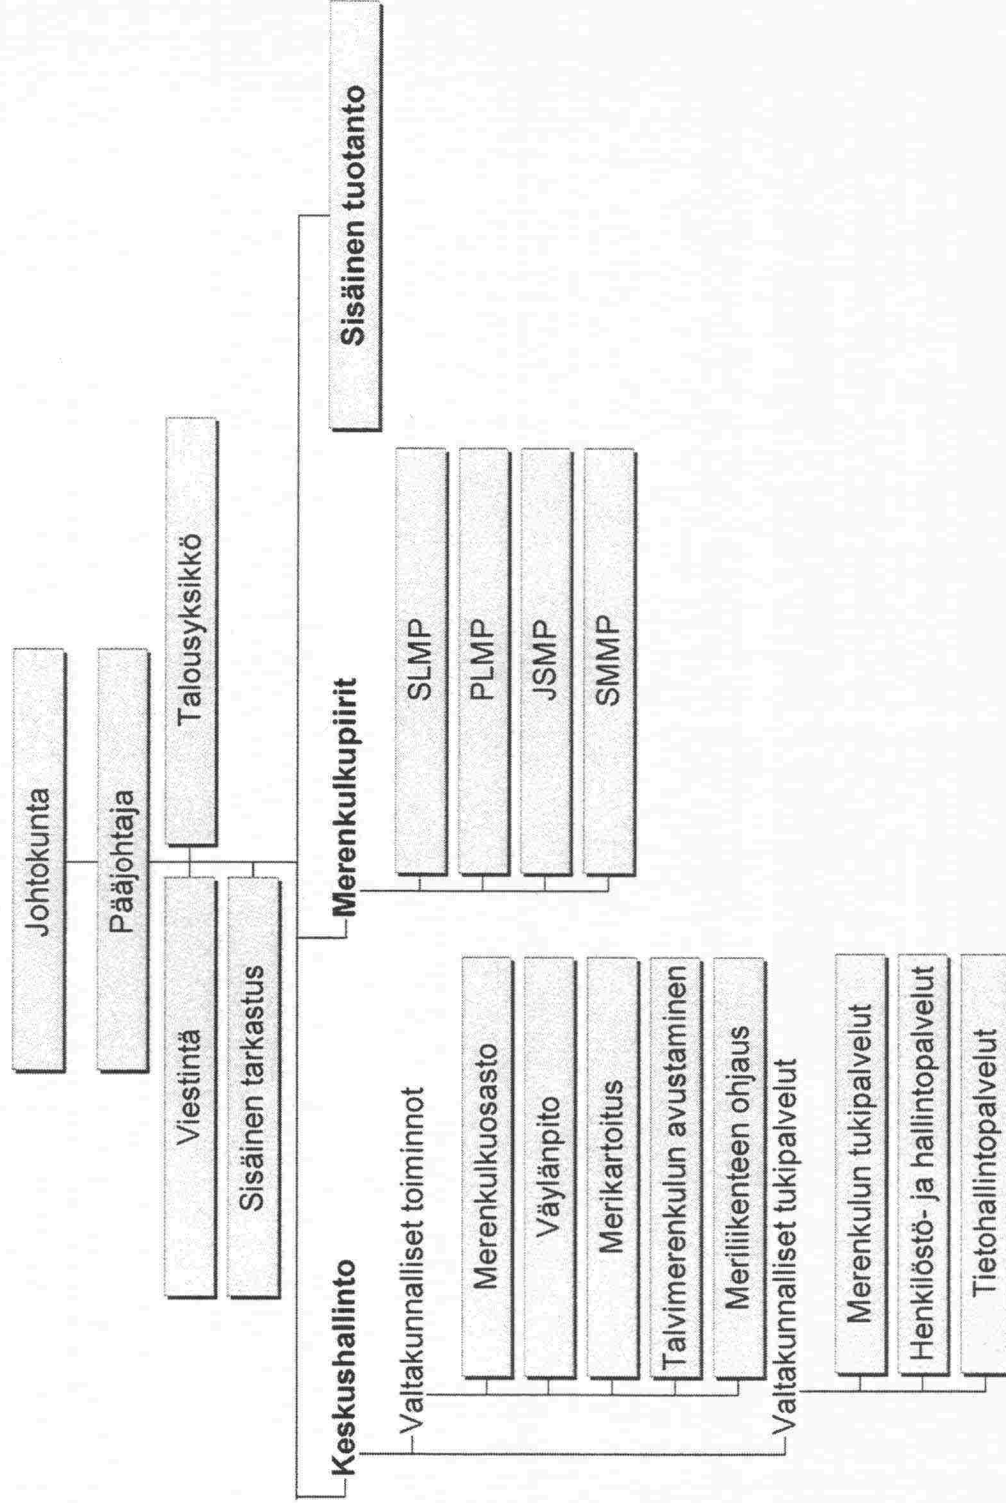 Johtokunta
Pääjohtaja
Viestintä
Talousyksikkö
Sisäinen tarkastus
Keskushallinto
Valtakunnalliset toiminnot
Merenkulkuosasto
Väylänpito
Merikartoitus
Talvimerenkulun avustaminen
Meriliikenteen ohjaus
Valtakunnalliset tukipalvelut
Merenkulun tukipalvelut
Henkilöstö- ja hallintopalvelut
Tietohallintopalvelut
Merenkulkupiirit
SLMP
PLMP
JSMP
SMMP
Sisäinen tuotanto